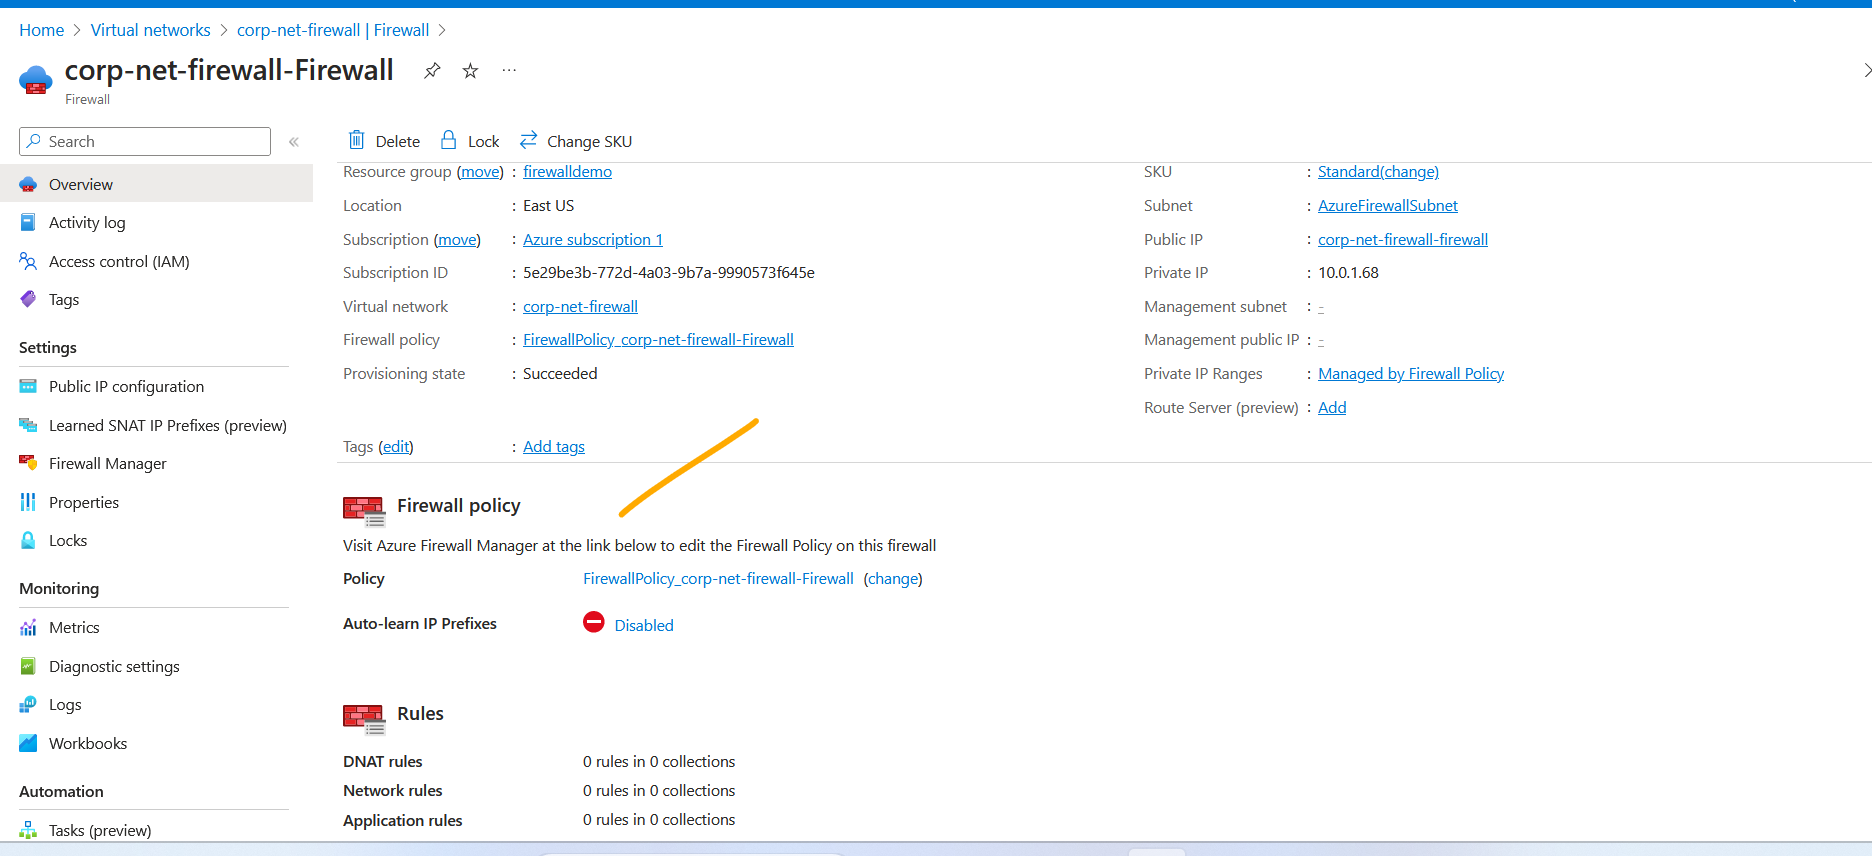 Home > Virtual networks > corp-net-firewall | Firewall >
corp-net-firewall-Firewall
Firewall
Search
Overview
Activity log
Access control (IAM)
Tags
Settings
Public IP configuration
Learned SNAT IP Prefixes (preview)
Firewall Manager
Properties
Locks
Monitoring
Metrics
Diagnostic settings
Logs
Workbooks
Automation
Tasks (preview)
Delete Lock Change SKU
Resource group (move) : firewalldemo
Location : East US
Subscription (move) : Azure subscription 1
Subscription ID : 5e29be3b-772d-4a03-9b7a-9990573f645e
Virtual network : corp-net-firewall
Firewall policy : FirewallPolicy_corp-net-firewall-Firewall
Provisioning state : Succeeded
SKU : Standard(change)
Subnet : AzureFirewallSubnet
Public IP : corp-net-firewall-firewall
Private IP : 10.0.1.68
Management subnet : -
Management public IP : -
Private IP Ranges : Managed by Firewall Policy
Route Server (preview) : Add
Tags (edit) : Add tags
Firewall policy
Visit Azure Firewall Manager at the link below to edit the Firewall Policy on this firewall
Policy FirewallPolicy_corp-net-firewall-Firewall (change)
Auto-learn IP Prefixes Disabled
Rules
DNAT rules 0 rules in 0 collections
Network rules 0 rules in 0 collections
Application rules 0 rules in 0 collections